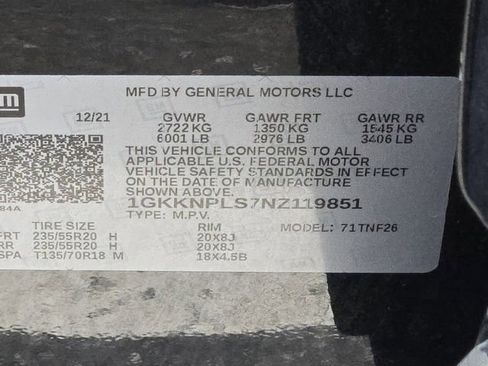 gm
MFD BY GENERAL MOTORS LLC
12/21 GVWR GAWR FRT GAWR RR
2722 KG 1350 KG 1545 KG
6001 LB 2976 LB 3406 LB
THIS VEHICLE CONFORMS TO ALL
APPLICABLE U.S. FEDERAL MOTOR
VEHICLE SAFETY STANDARDS IN
EFFECT ON THE DATE OF MANUFACTURE
SHOWN ABOVE.
1GKKNPLS7NZ119851
TYPE: M.P.V. MODEL: 71TNF26
84A
TIRE SIZE RIM
FRT 235/55R20 H 20X8J
RR 235/55R20 H 20X8J
SPA T135/70R18 M 18X4.5B